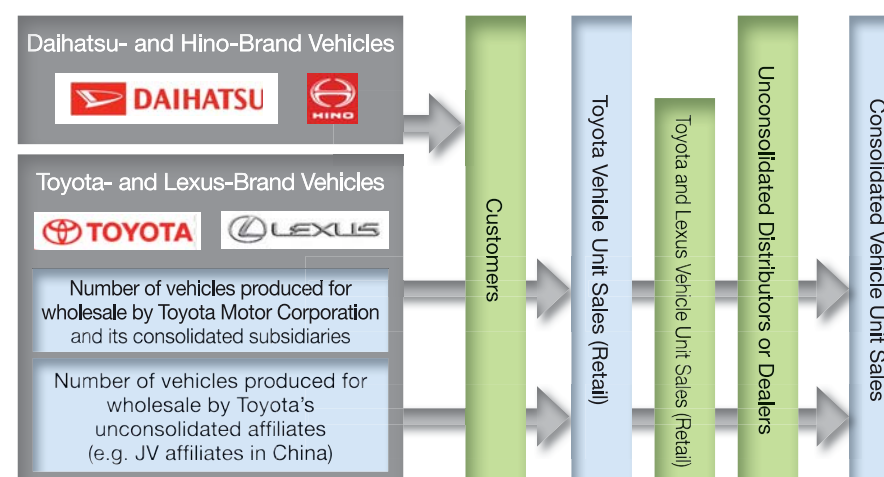 Daihatsu- and Hino-Brand Vehicles
DAIHATSU
HINO
Toyota- and Lexus-Brand Vehicles
TOYOTA
LEXUS
Number of vehicles produced for
wholesale by Toyota Motor Corporation
and its consolidated subsidiaries
Number of vehicles produced for
wholesale by Toyota’s
unconsolidated affiliates
(e.g. JV affiliates in China)
Customers
Toyota Vehicle Unit Sales (Retail)
Toyota and Lexus Vehicle Unit Sales (Retail)
Unconsolidated Distributors or Dealers
Consolidated Vehicle Unit Sales